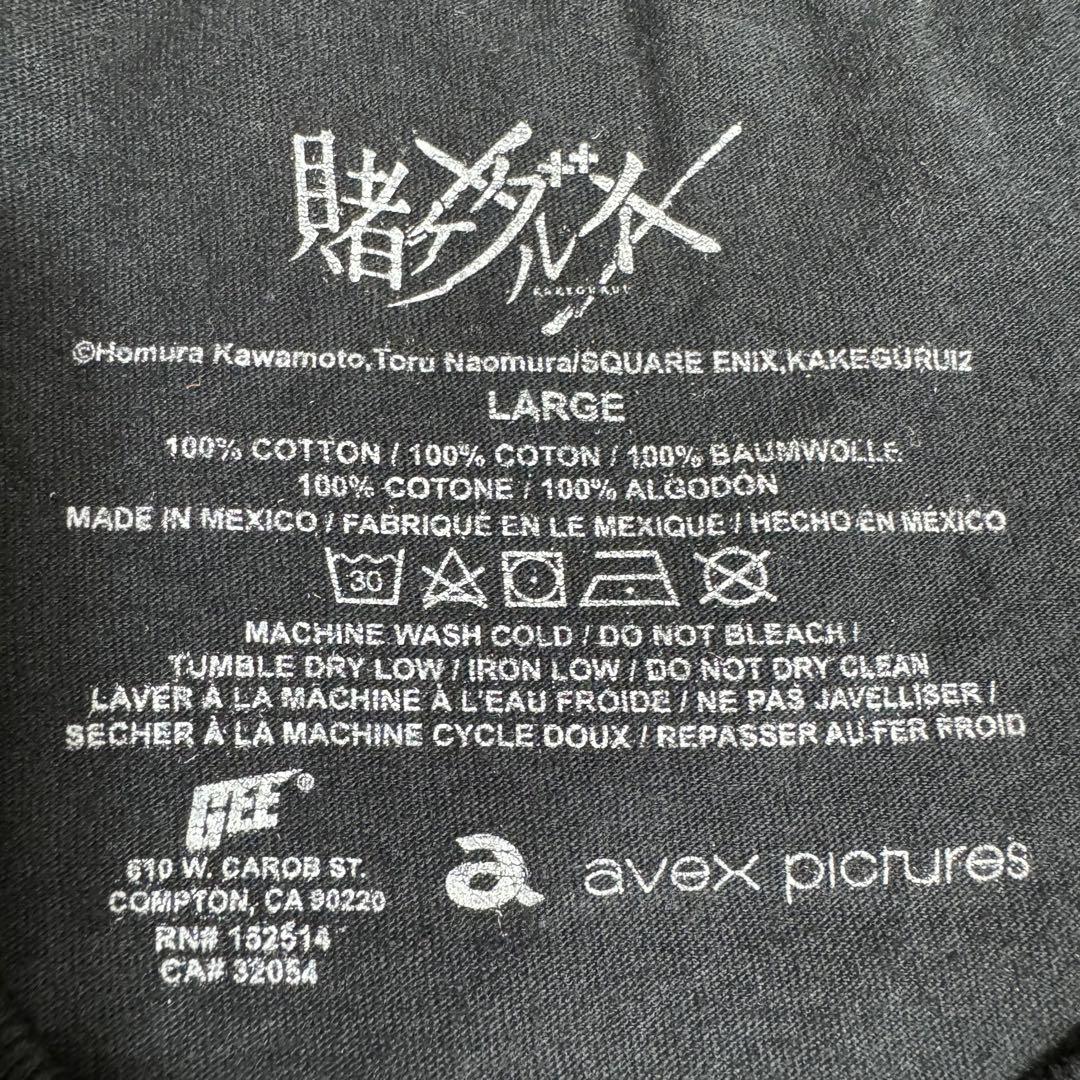 賭ケグルイ××
KAKEGURUI
©Homura Kawamoto,Toru Naomura/SQUARE ENIX,KAKEGURUI2
LARGE
100% COTTON / 100% COTON / 100% BAUMWOLLE
100% COTONE / 100% ALGODÓN
MADE IN MEXICO / FABRIQUÉ EN LE MEXIQUE / HECHO EN MÉXICO
30
MACHINE WASH COLD / DO NOT BLEACH /
TUMBLE DRY LOW / IRON LOW / DO NOT DRY CLEAN
LAVER À LA MACHINE À L'EAU FROIDE / NE PAS JAVELLISER /
SÉCHER À LA MACHINE CYCLE DOUX / REPASSER AU FER FROID
GEE®
610 W. CAROB ST.
COMPTON, CA 90220
RN# 152514
CA# 32054
a avex pictures